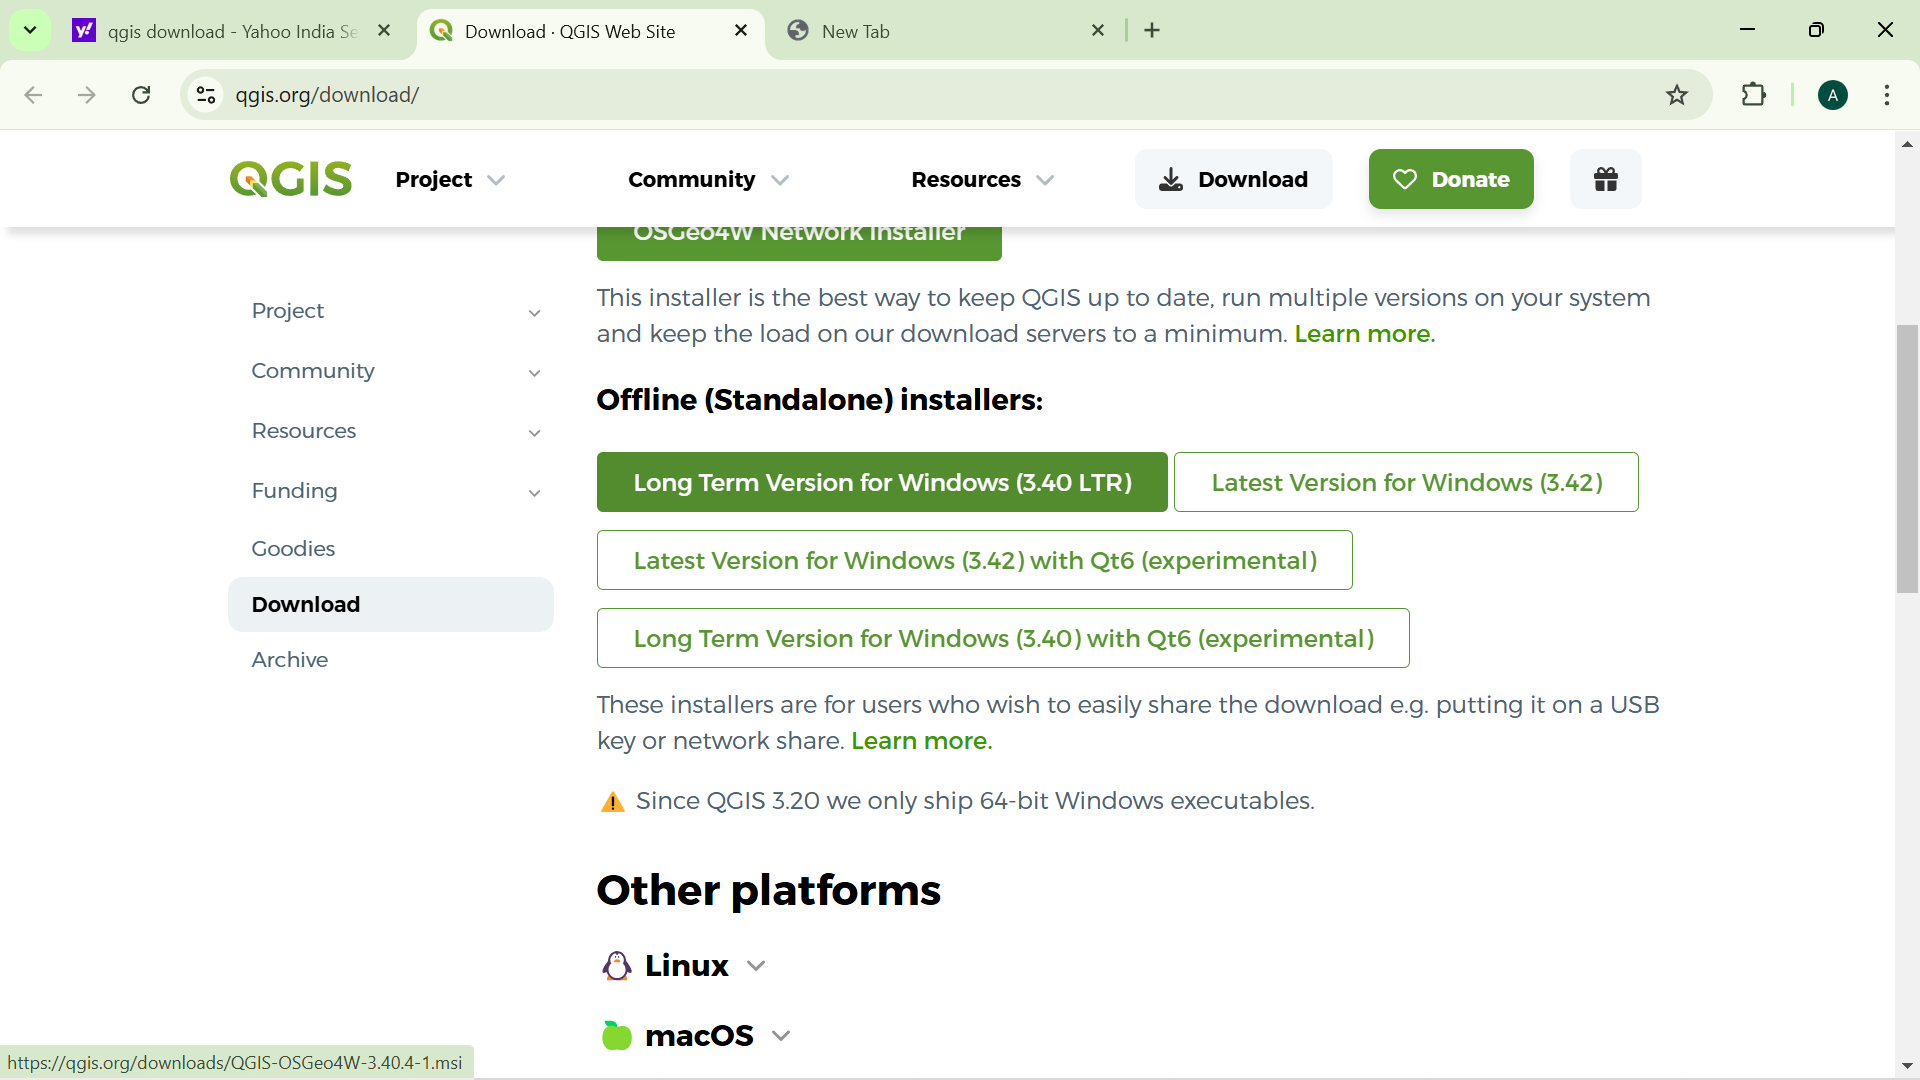 qgis download - Yahoo India Se
Download · QGIS Web Site
New Tab
qgis.org/download/
A
QGIS
Project
Community
Resources
Download
Donate
OSGeo4W Network Installer
This installer is the best way to keep QGIS up to date, run multiple versions on your system
and keep the load on our download servers to a minimum. Learn more.
Project
Community
Resources
Funding
Goodies
Download
Archive
Offline (Standalone) installers:
Long Term Version for Windows (3.40 LTR)
Latest Version for Windows (3.42)
Latest Version for Windows (3.42) with Qt6 (experimental)
Long Term Version for Windows (3.40) with Qt6 (experimental)
These installers are for users who wish to easily share the download e.g. putting it on a USB
key or network share. Learn more.
Since QGIS 3.20 we only ship 64-bit Windows executables.
Other platforms
Linux
macOS
https://qgis.org/downloads/QGIS-OSGeo4W-3.40.4-1.msi